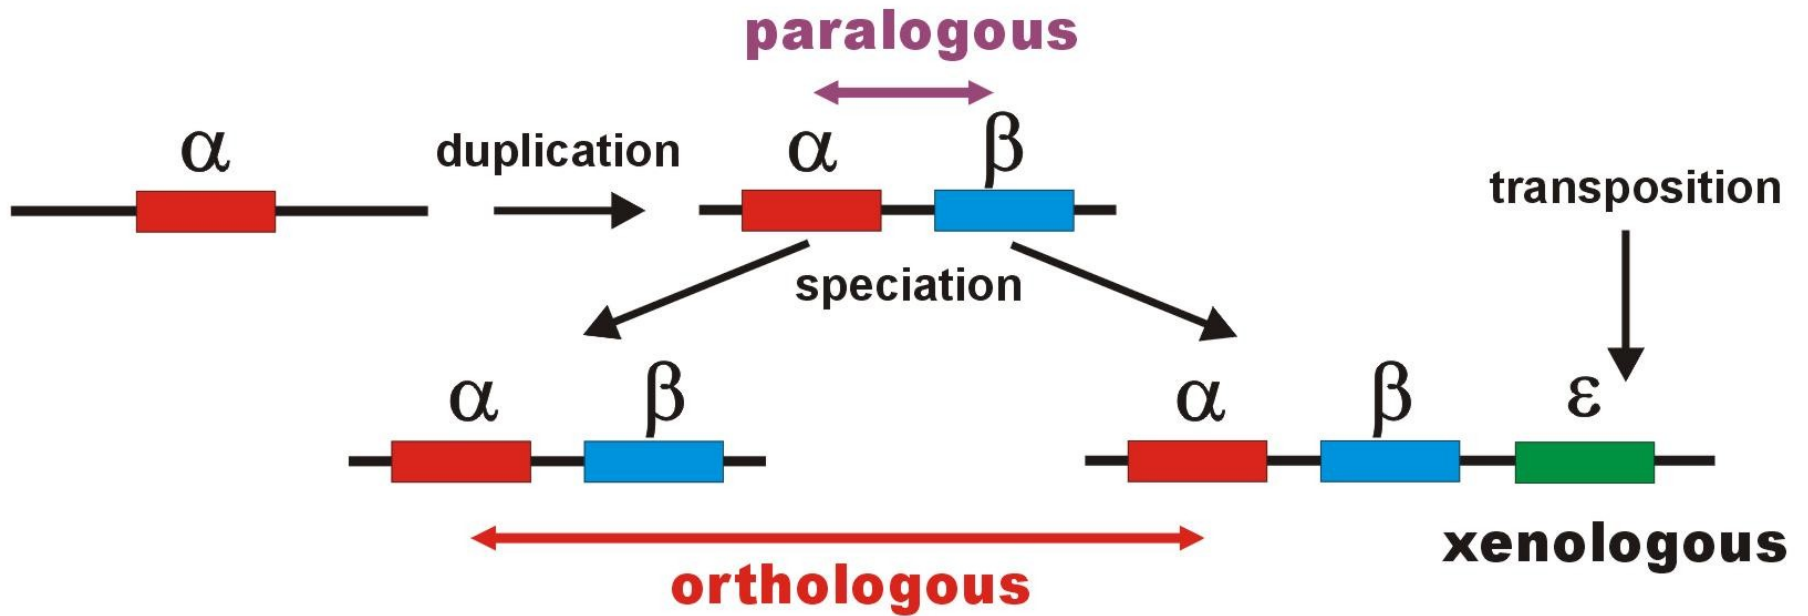 paralogous
α
duplication
α
β
transposition
speciation
α
β
α
β
ε
orthologous
xenologous